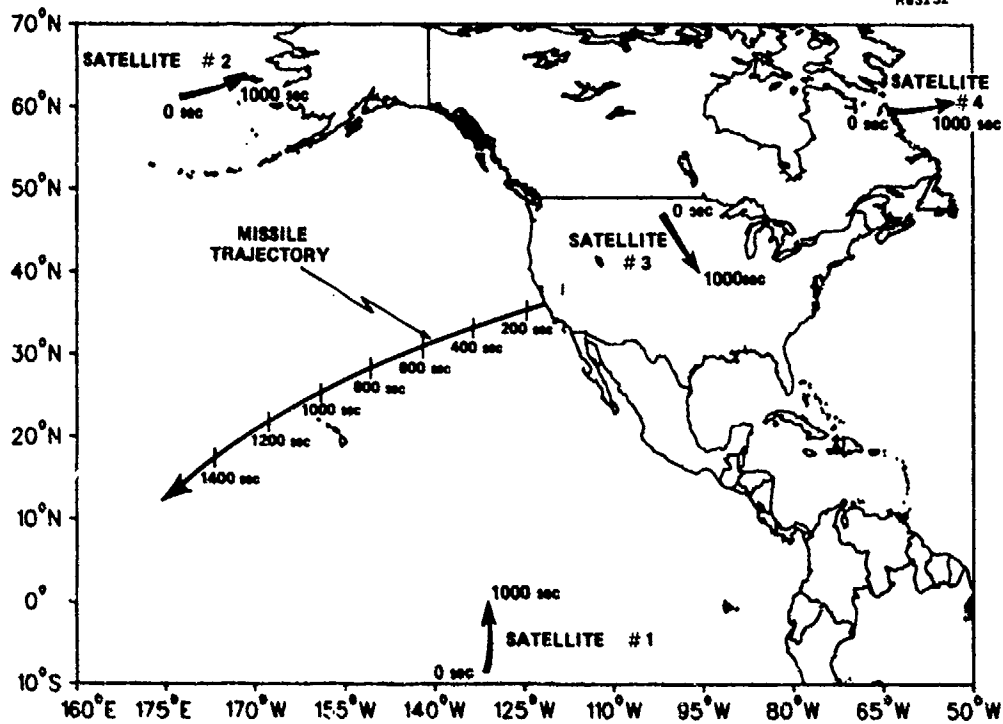 70°N
SATELLITE #2
0 sec
1000 sec
60°N
SATELLITE
#4
0 sec
1000 sec
50°N
MISSILE
TRAJECTORY
SATELLITE
#3
0 sec
1000sec
40°N
200 sec
400 sec
600 sec
800 sec
1000 sec
1200 sec
1400 sec
30°N
20°N
10°N
0°
1000 sec
SATELLITE #1
0 sec
10°S
160°E 175°E 170°W 155°W 140°W 125°W 110°W 95°W 80°W 65°W 50°W